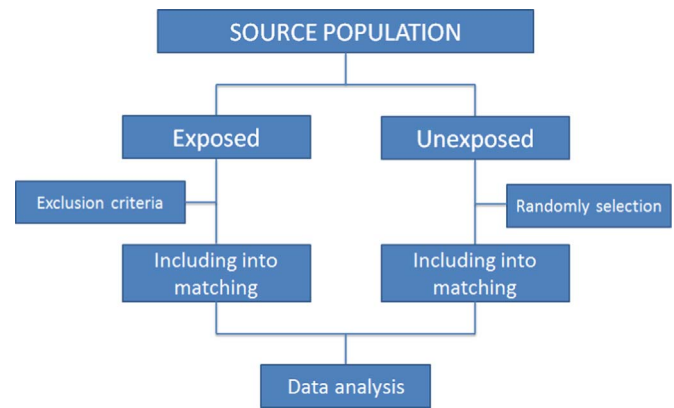 SOURCE POPULATION
Exposed
Unexposed
Exclusion criteria
Randomly selection
Including into
matching
Including into
matching
Data analysis